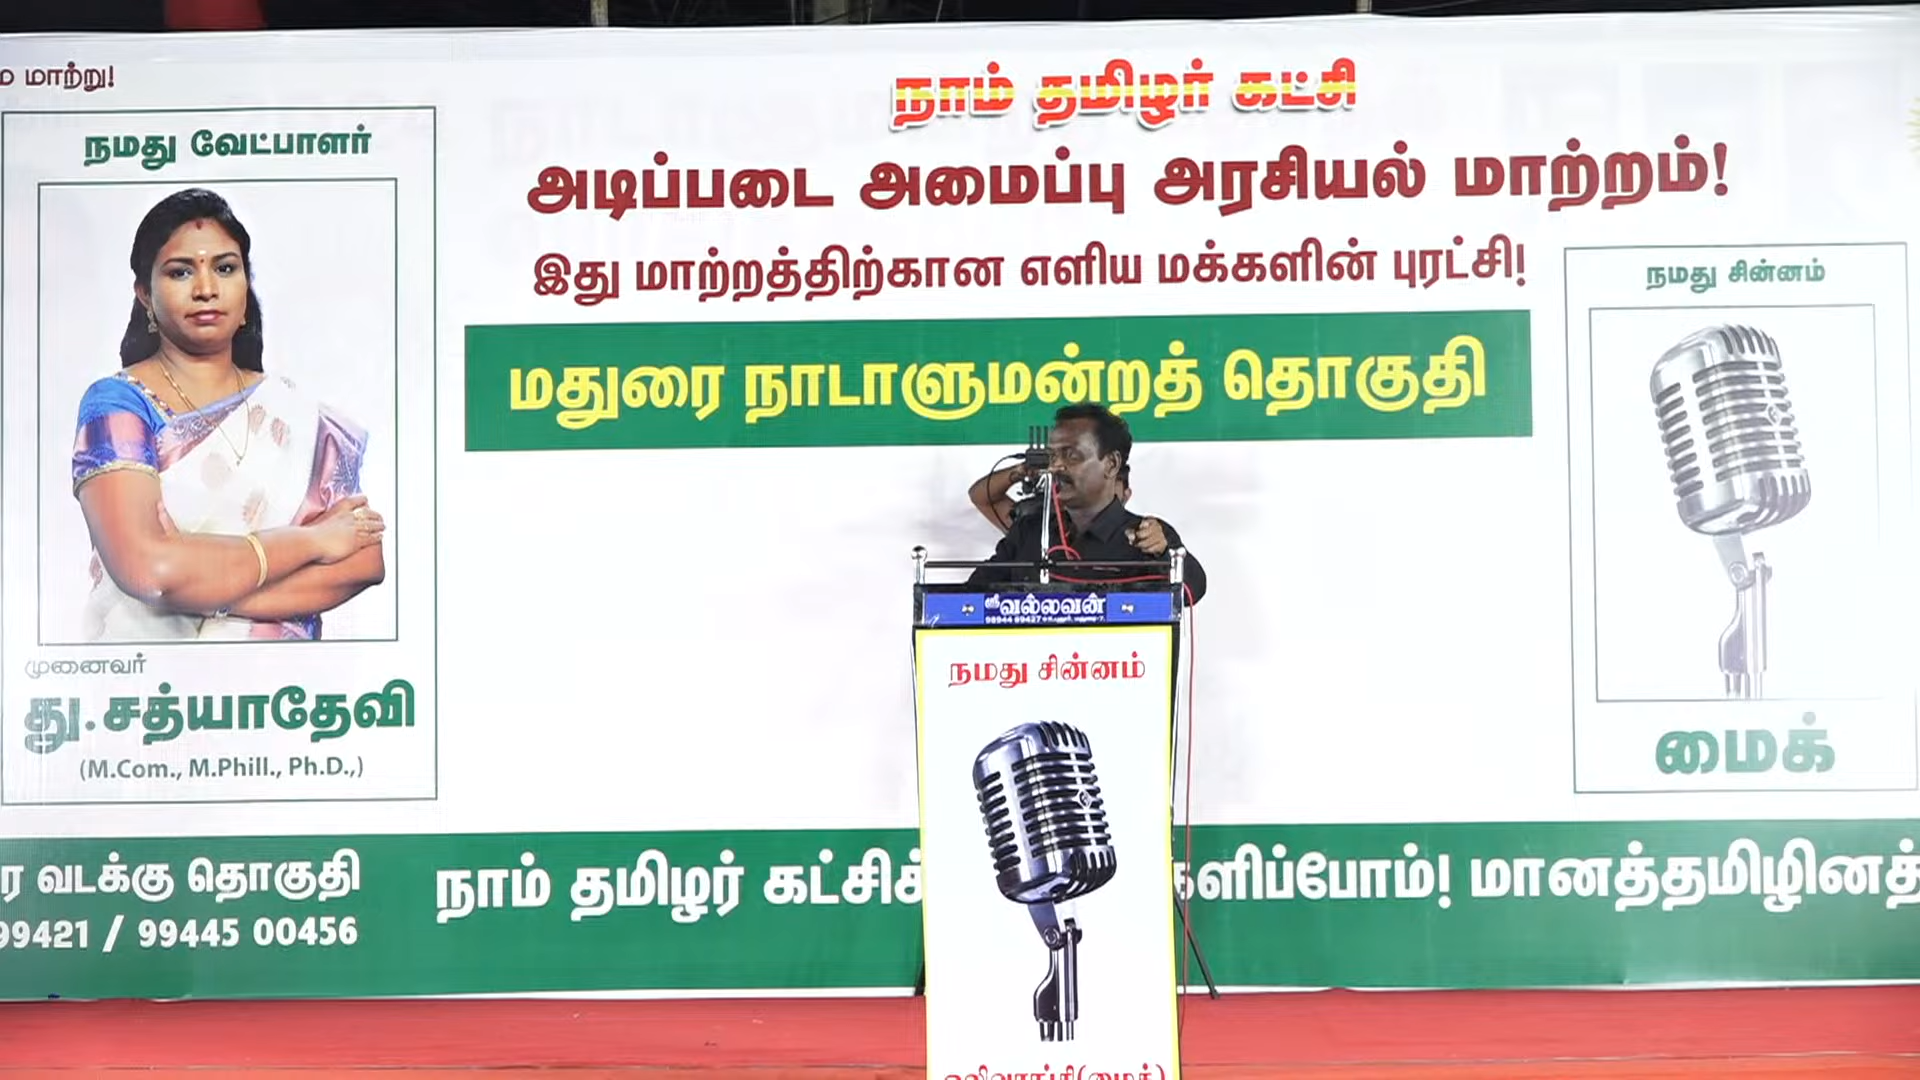 மாற்று!
நமது வேட்பாளர்
முனைவர்
து.சத்யாதேவி
(M.Com., M.Phill., Ph.D.,)
நாம் தமிழர் கட்சி
அடிப்படை அமைப்பு அரசியல் மாற்றம்!
இது மாற்றத்திற்கான எளிய மக்களின் புரட்சி!
மதுரை நாடாளுமன்றத் தொகுதி
நமது சின்னம்
மைக்
ஸ்ரீவல்லவன்
நமது சின்னம்
வடக்கு தொகுதி
99421 / 99445 00456
நாம் தமிழர் கட்சிக் களிப்போம்! மானத்தமிழினத்